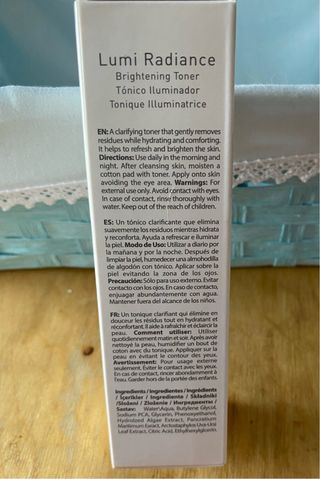 Lumi Radiance
Brightening Toner
Tónico Iluminador
Tonique Illuminatrice
EN: A clarifying toner that gently removes
residues while hydrating and comforting.
It helps to refresh and brighten the skin.
Directions: Use daily in the morning and
night. After cleansing skin, moisten a
cotton pad with toner. Apply onto skin
avoiding the eye area. Warnings: For
external use only. Avoid contact with eyes.
In case of contact, rinse thoroughly with
water. Keep out of the reach of children.
ES: Un tónico clarificante que elimina
suavemente los residuos mientras hidrata
y reconforta. Ayuda a refrescar e iluminar
la piel. Modo de Uso: Utilizar a diario por
la mañana y por la noche. Después de
limpiar la piel, humedecer una almohadilla
de algodón con tónico. Aplicar sobre la
piel evitando la zona de los ojos.
Precaución: Sólo para uso externo. Evitar
contacto con los ojos. En caso de contacto,
enjuagar abundantemente con agua.
Mantener fuera del alcance de los niños.
FR: Un tonique clarifiant qui élimine en
douceur les résidus tout en hydratant et
réconfortant. Il aide à rafraîchir et éclaircir la
peau. Comment utiliser: Utiliser
quotidiennement matin et soir. Après avoir
nettoyé la peau, humidifier un bout de
coton avec du tonique. Appliquer sur la
peau en évitant le contour des yeux.
Avertissement: Pour usage externe
seulement. Éviter le contact avec les yeux.
En cas de contact, rincer abondamment à
l'eau. Garder hors de la portée des enfants.
Ingredients / Ingredientes / Ingrédients
/ İçerikler / Ingredienta / Składniki
/Složení / Zloženie / Ингредиенты /
Sastav: Water\Aqua, Butylene Glycol,
Sodium PCA, Glycerin, Phenoxyethanol,
Hydrolized Algae Extract, Pancratium
Maritimum Extract, Arctostaphylos Uva-Ursi
Leaf Extract, Citric Acid, Ethylhexylglycerin.